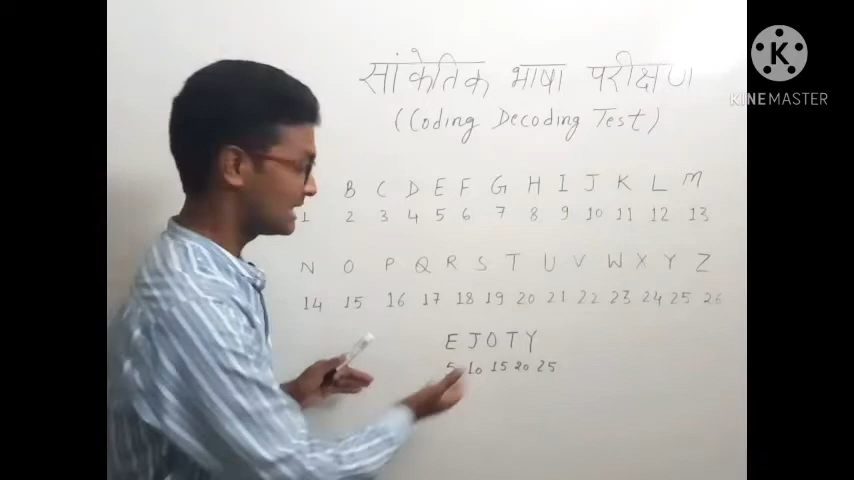 सांकेतिक भाषा परीक्षण
(Coding Decoding Test)
B C D E F G H I J K L M
1 2 3 4 5 6 7 8 9 10 11 12 13
N O P Q R S T U V W X Y Z
14 15 16 17 18 19 20 21 22 23 24 25 26
E J O T Y
5 10 15 20 25
K
KINEMASTER